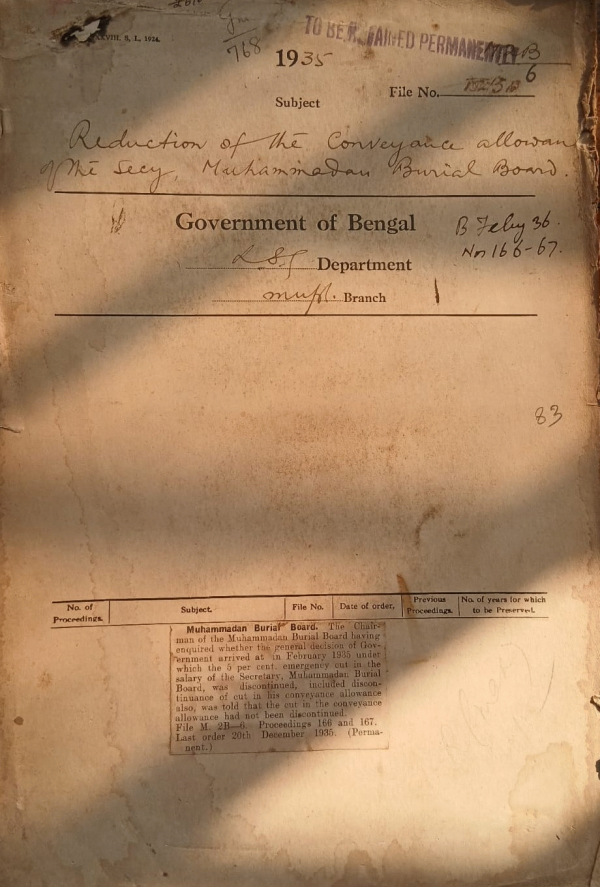 XXVIII. S. L. 1934.
768
TO BE RETAINED PERMANENTLY
1935
B
6
File No.
Subject
Reduction of the Conveyance allowan
of the Secy, Muhammadan Burial Board.
Government of Bengal
B Feby 36.
Nos 166-67.
L.S.G Department
Munpl. Branch
83
No. of Proceedings.
Subject.
File No.
Date of order.
Previous Proceedings.
No. of years for which to be Preserved.
Muhammadan Burial Board. The Chair-
man of the Muhammadan Burial Board having
enquired whether the general decision of Gov-
ernment arrived at in February 1935 under
which the 5 per cent. emergency cut in the
salary of the Secretary, Muhammadan Burial
Board, was discontinued, included discon-
tinuance of cut in his conveyance allowance
also, was told that the cut in the conveyance
allowance had not been discontinued.
File M. 2B—6. Proceedings 166 and 167.
Last order 20th December 1935. (Perma-
nent.)